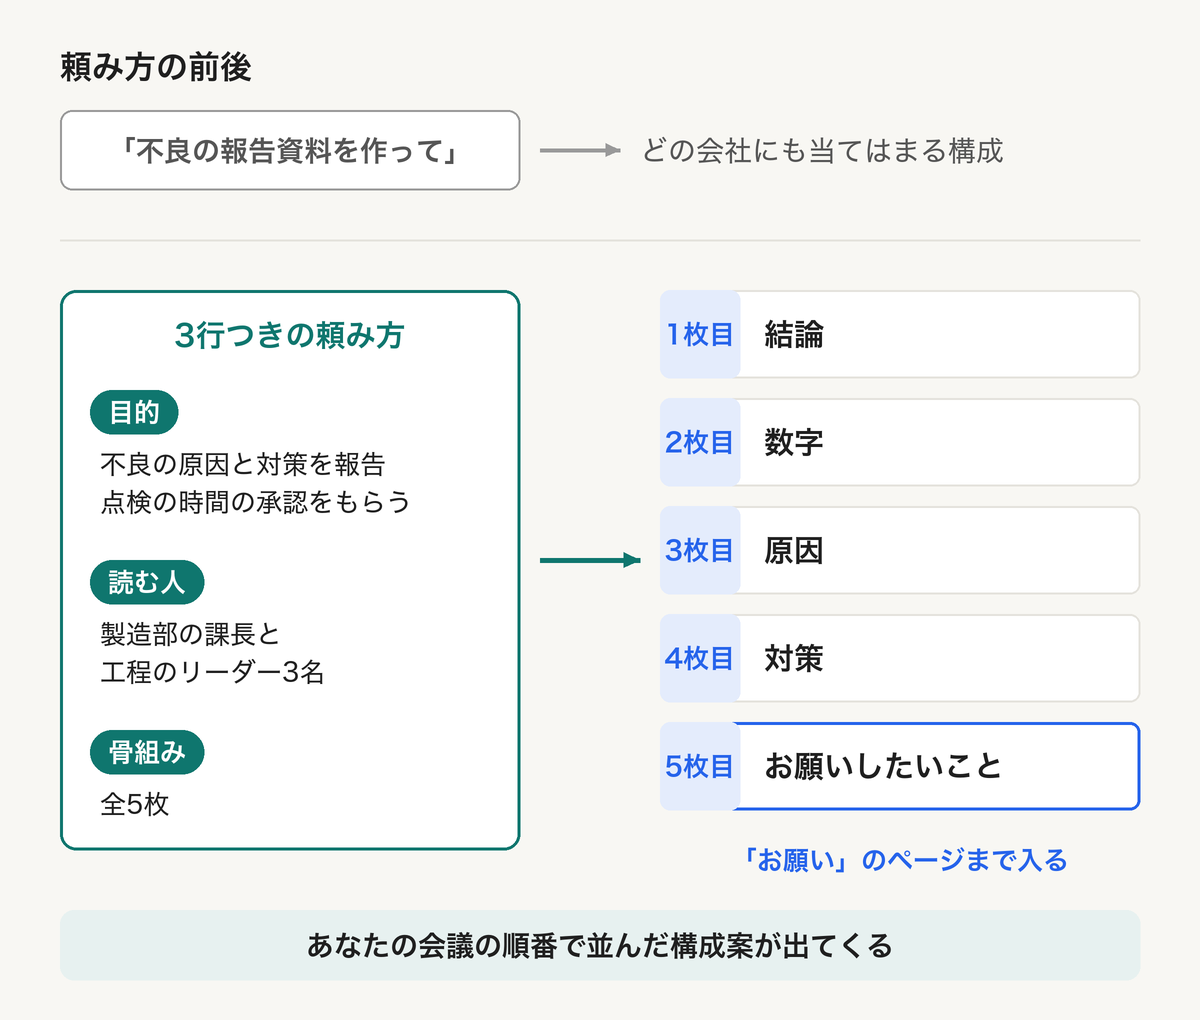 頼み方の前後
「不良の報告資料を作って」
どの会社にも当てはまる構成
3行つきの頼み方
目的
不良の原因と対策を報告
点検の時間の承認をもらう
読む人
製造部の課長と
工程のリーダー3名
骨組み
全5枚
1枚目 結論
2枚目 数字
3枚目 原因
4枚目 対策
5枚目 お願いしたいこと
「お願い」のページまで入る
あなたの会議の順番で並んだ構成案が出てくる